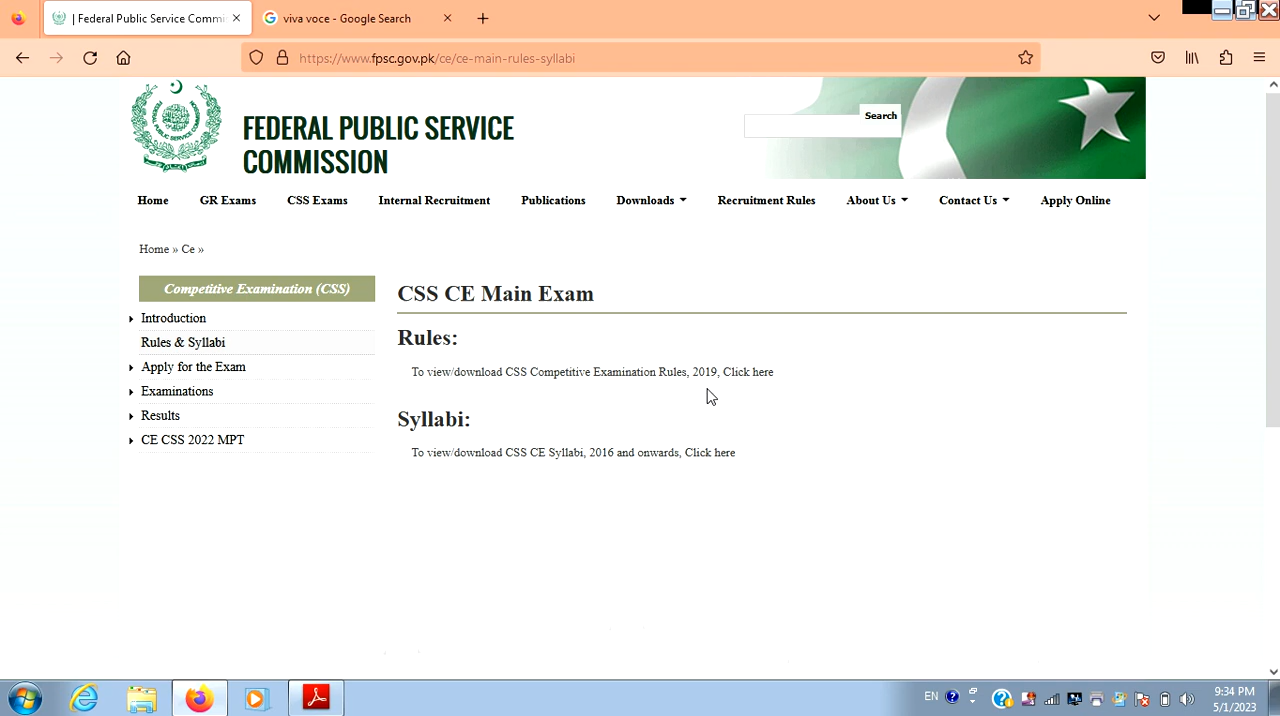 | Federal Public Service Commi
viva voce - Google Search
https://www.fpsc.gov.pk/ce/ce-main-rules-syllabi
FEDERAL PUBLIC SERVICE
COMMISSION
Search
Home GR Exams CSS Exams Internal Recruitment Publications Downloads Recruitment Rules About Us Contact Us Apply Online
Home » Ce »
Competitive Examination (CSS)
Introduction
Rules & Syllabi
Apply for the Exam
Examinations
Results
CE CSS 2022 MPT
CSS CE Main Exam
Rules:
To view/download CSS Competitive Examination Rules, 2019, Click here
Syllabi:
To view/download CSS CE Syllabi, 2016 and onwards, Click here
EN
9:34 PM
5/1/2023